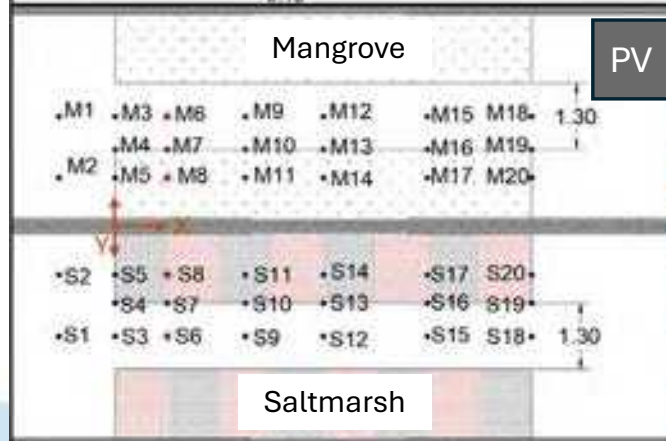 Mangrove
PV
M1 M3 M6 M9 M12 M15 M18 1.30
M4 M7 M10 M13 M16 M19
M2 M5 M8 M11 M14 M17 M20
X
Y
S2 S5 S8 S11 S14 S17 S20
S4 S7 S10 S13 S16 S19
S1 S3 S6 S9 S12 S15 S18 1.30
Saltmarsh